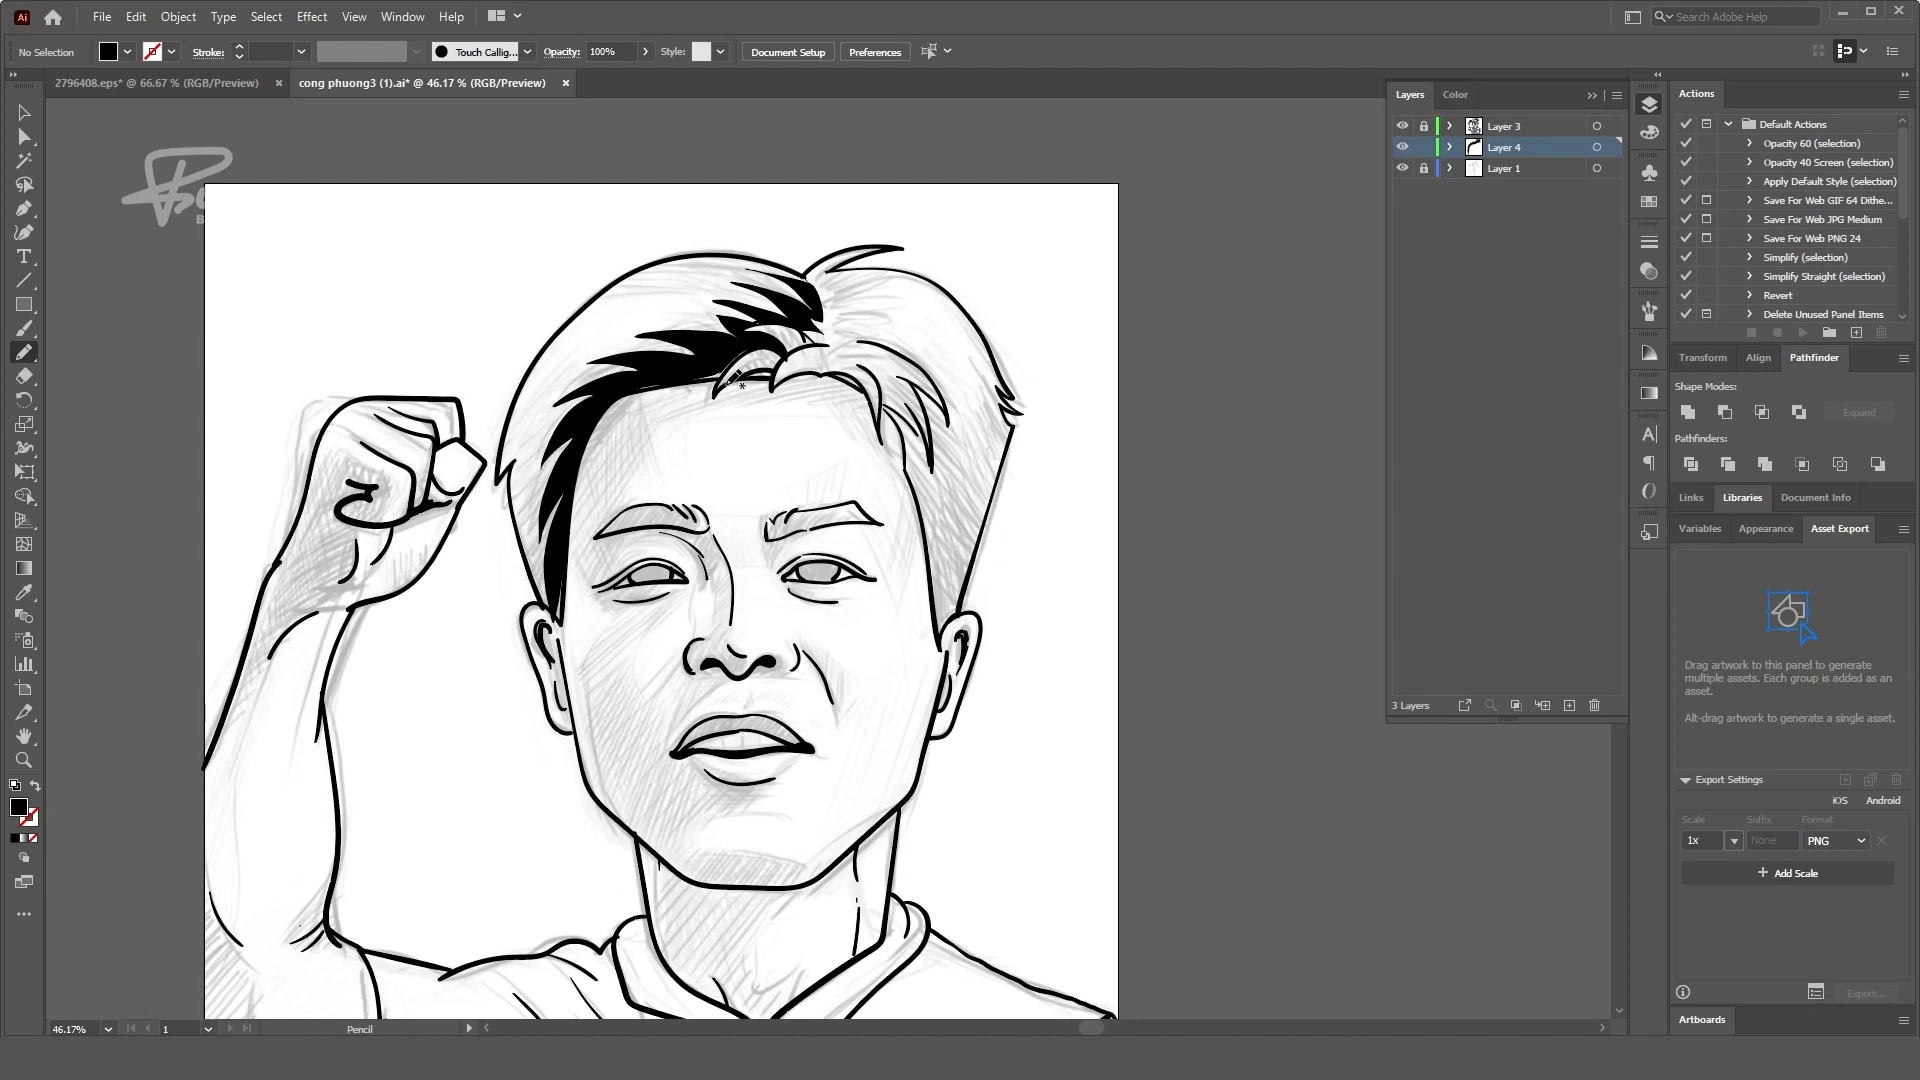 Ai File Edit Object Type Select Effect View Window Help Search Adobe Help
No Selection Stroke: Touch Callig... Opacity: 100% Style: Document Setup Preferences
2796408.eps* @ 66.67 % (RGB/Preview) × cong phuong3 (1).ai* @ 46.17 % (RGB/Preview) ×
Layers Color
Layer 3
Layer 4
Layer 1
3 Layers
Actions
Default Actions
Opacity 60 (selection)
Opacity 40 Screen (selection)
Apply Default Style (selection)
Save For Web GIF 64 Dithe...
Save For Web JPG Medium
Save For Web PNG 24
Simplify (selection)
Simplify Straight (selection)
Revert
Delete Unused Panel Items
Transform Align Pathfinder
Shape Modes:
Expand
Pathfinders:
Links Libraries Document Info
Variables Appearance Asset Export
Drag artwork to this panel to generate
multiple assets. Each group is added as an
asset.
Alt-drag artwork to generate a single asset.
Export Settings
iOS Android
Scale Suffix Format
1x None PNG
+ Add Scale
Export...
Artboards
46.17% 1 Pencil